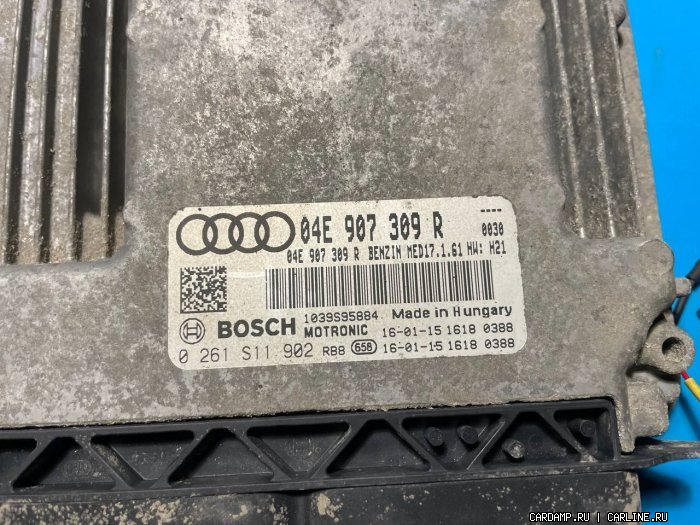 04E 907 309 R
0030
04E 907 309 R BENZIN MED17.1.61 HW: H21
1039S95884 Made in Hungary
BOSCH MOTRONIC 16-01-15 1618 0388
0 261 S11 902 RB8 658 16-01-15 1618 0388
CARDAMP.RU | CARLINE.RU